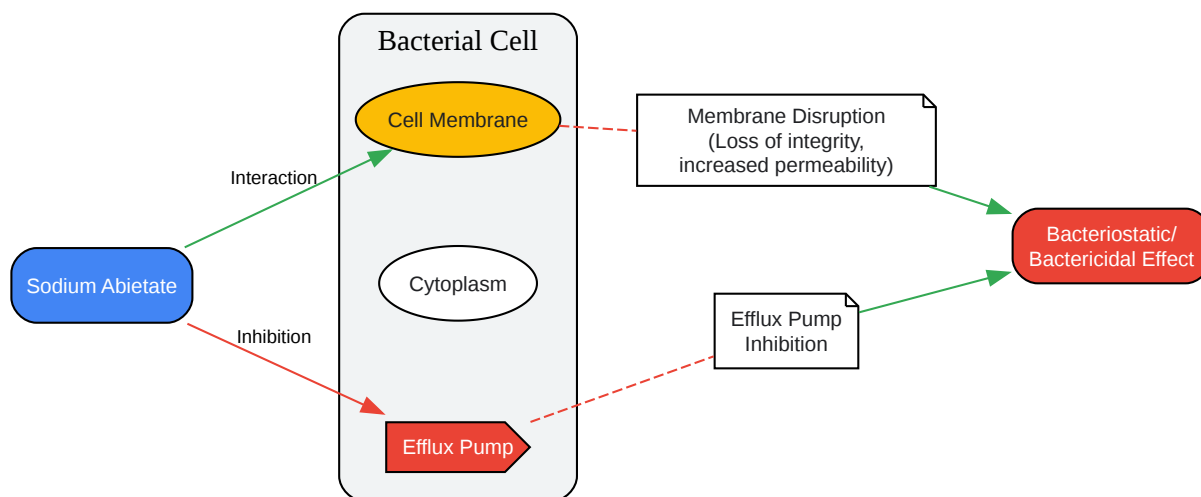 Bacterial Cell
Cell Membrane
Membrane Disruption
(Loss of integrity,
increased permeability)
Interaction
Bacteriostatic/
Bactericidal Effect
Sodium Abietate
Cytoplasm
Efflux Pump
Inhibition
Inhibition
Efflux Pump